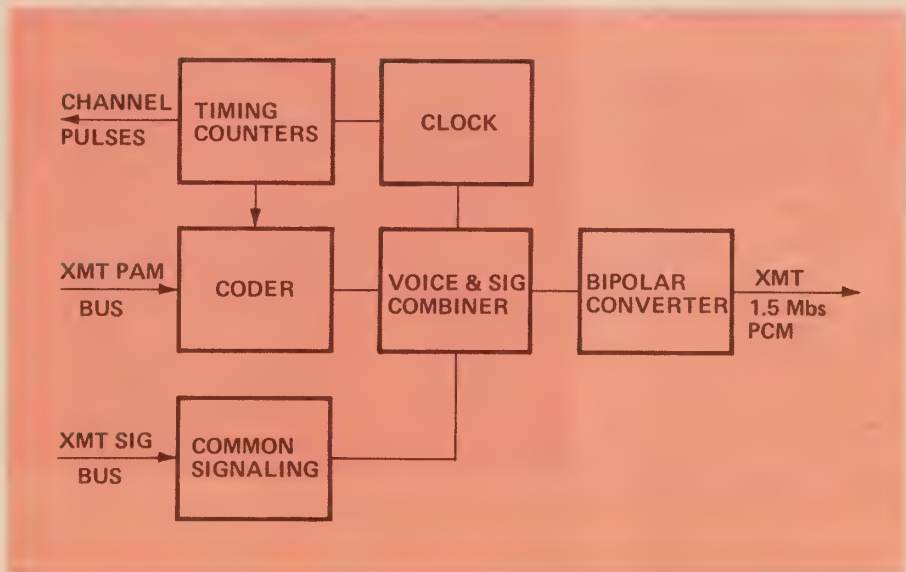 CHANNEL
PULSES
TIMING
COUNTERS
CLOCK
XMT PAM
BUS
CODER
VOICE & SIG
COMBINER
BIPOLAR
CONVERTER
XMT
1.5 Mbs
PCM
XMT SIG
BUS
COMMON
SIGNALING